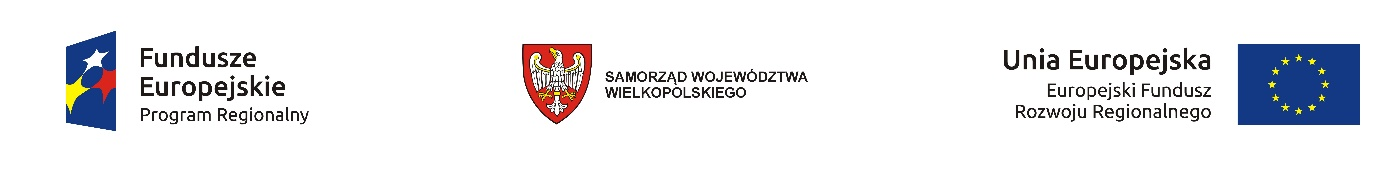 Fundusze
Europejskie
Program Regionalny
SAMORZĄD WOJEWÓDZTWA
WIELKOPOLSKIEGO
Unia Europejska
Europejski Fundusz
Rozwoju Regionalnego